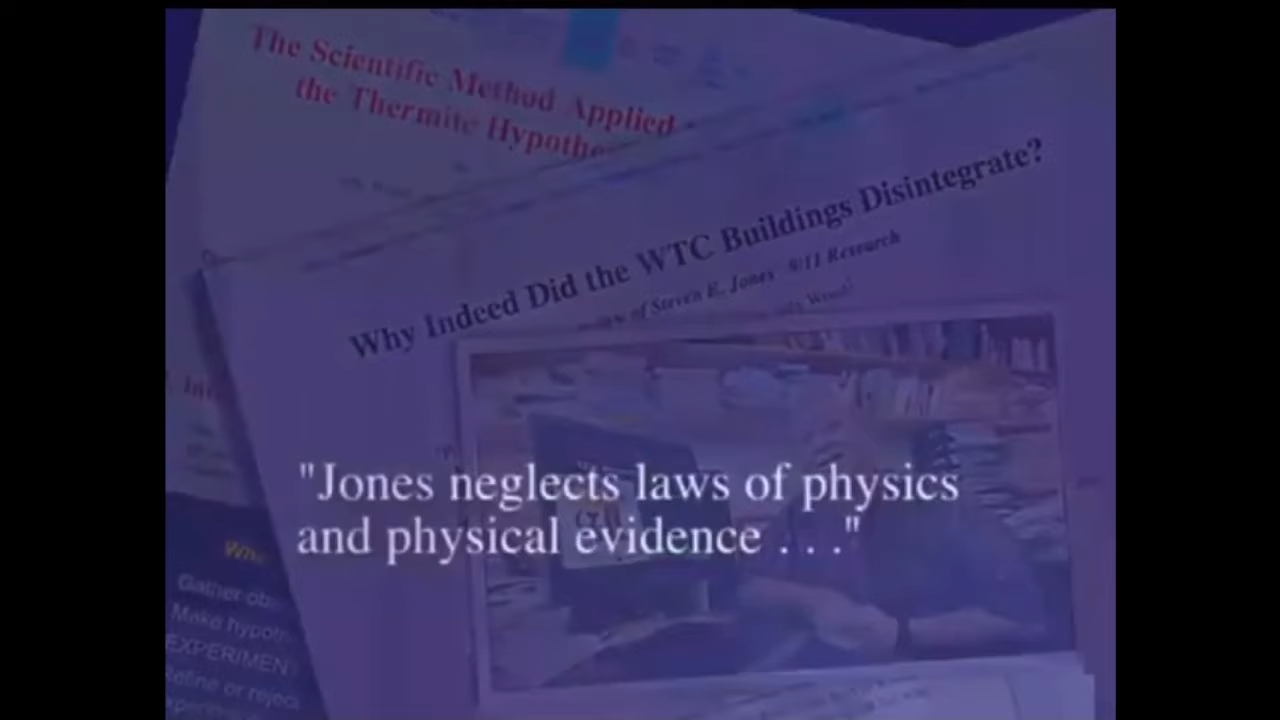 The Scientific Method Applied
the Thermite Hypothe
Why Indeed Did the WTC Buildings Disintegrate?
of Steven E. Jones' 9/11 Research
"Jones neglects laws of physics
and physical evidence . . ."
Gather obs
Make hypoth
EXPERIMEN
Refine or rejec